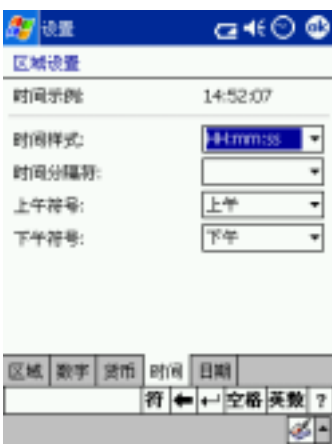 设置
区域设置
时间示例: 14:52:07
时间样式: HH:mm:ss
时间分隔符:
上午符号: 上午
下午符号: 下午
区域 数字 货币 时间 日期
符 空格 英数 ?